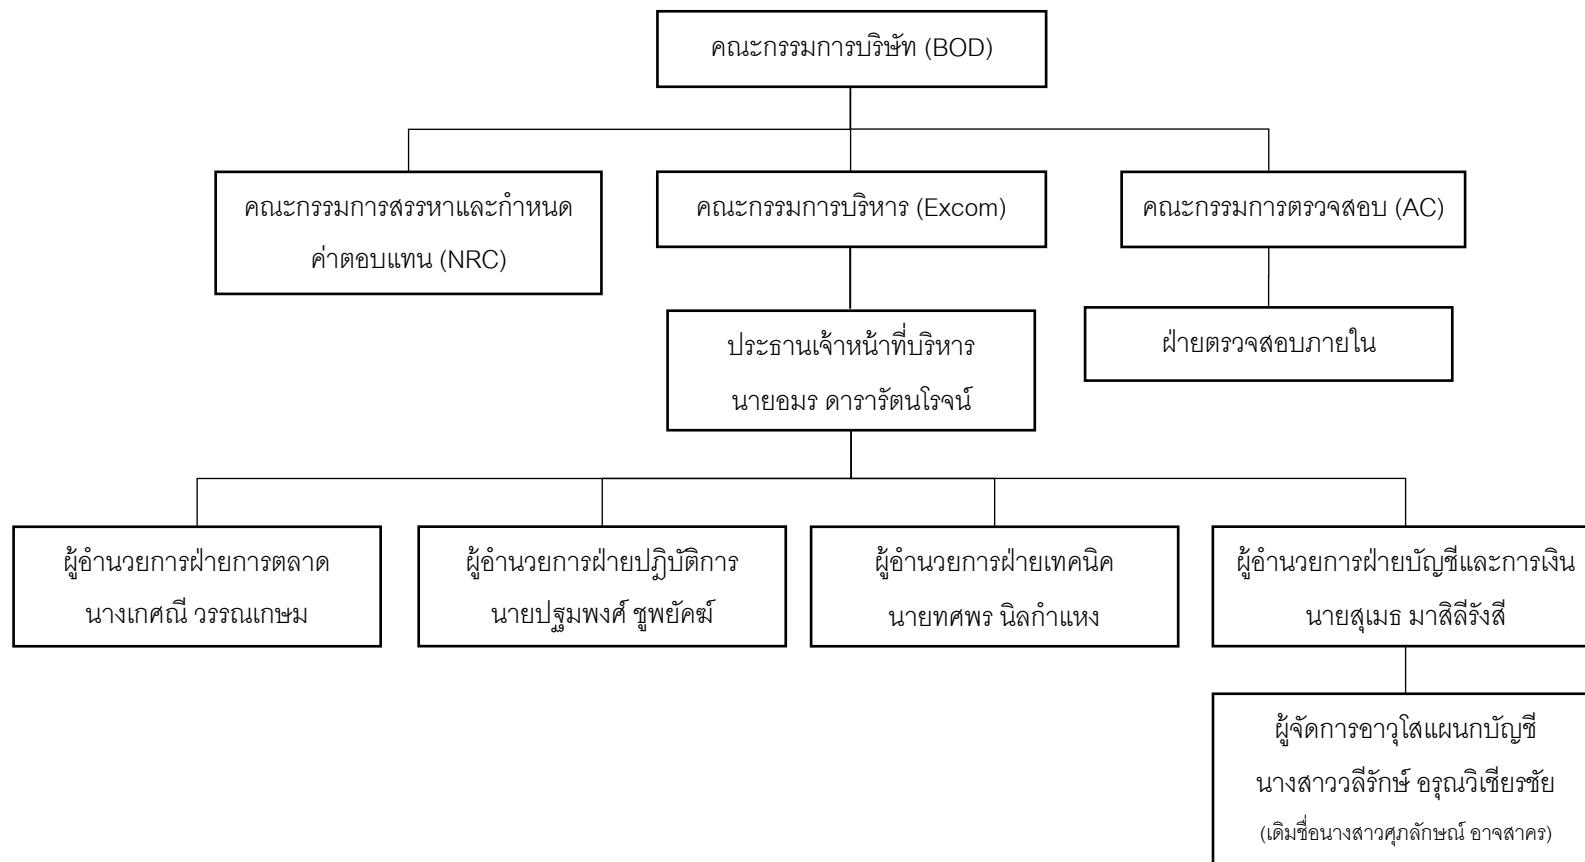 คณะกรรมการบริษัท (BOD)
คณะกรรมการสรรหาและกำหนด
ค่าตอบแทน (NRC)
คณะกรรมการบริหาร (Excom)
คณะกรรมการตรวจสอบ (AC)
ประธานเจ้าหน้าที่บริหาร
นายอมร ดารารัตนโรจน์
ฝ่ายตรวจสอบภายใน
ผู้อำนวยการฝ่ายการตลาด
นางเกศณี วรรณเกษม
ผู้อำนวยการฝ่ายปฎิบัติการ
นายปฐมพงศ์ ชูพยัคฆ์
ผู้อำนวยการฝ่ายเทคนิค
นายทศพร นิลกำแหง
ผู้อำนวยการฝ่ายบัญชีและการเงิน
นายสุเมธ มาสิลีรังสี
ผู้จัดการอาวุโสแผนกบัญชี
นางสาววลีรักษ์ อรุณวิเชียรชัย
(เดิมชื่อนางสาวศุภลักษณ์ อาจสาคร)